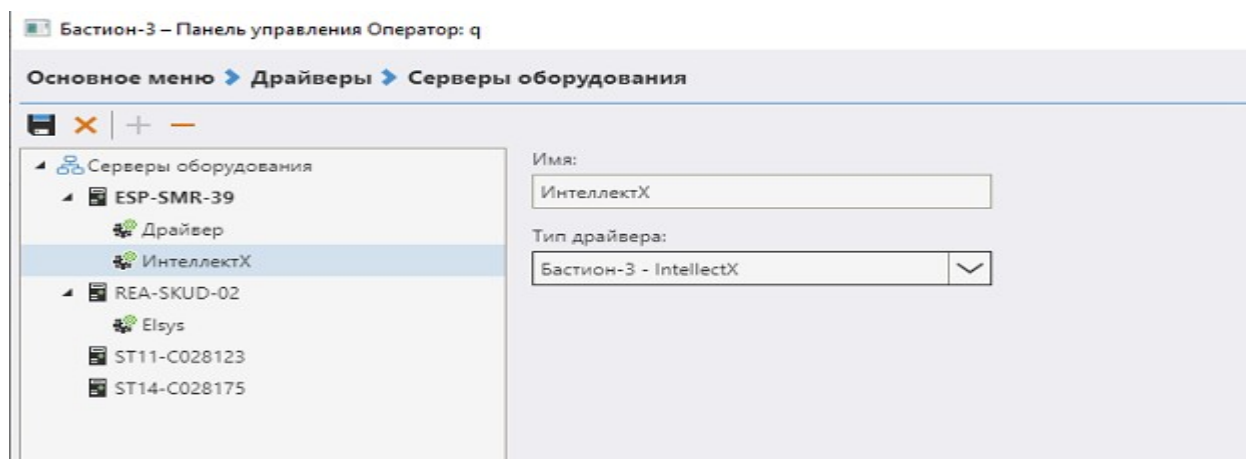 Бастион-3 – Панель управления Оператор: q
Основное меню Драйверы Серверы оборудования
Серверы оборудования
ESP-SMR-39
Драйвер
ИнтеллектX
REA-SKUD-02
Elsys
ST11-C028123
ST14-C028175
Имя:
ИнтеллектX
Тип драйвера:
Бастион-3 - IntellectX